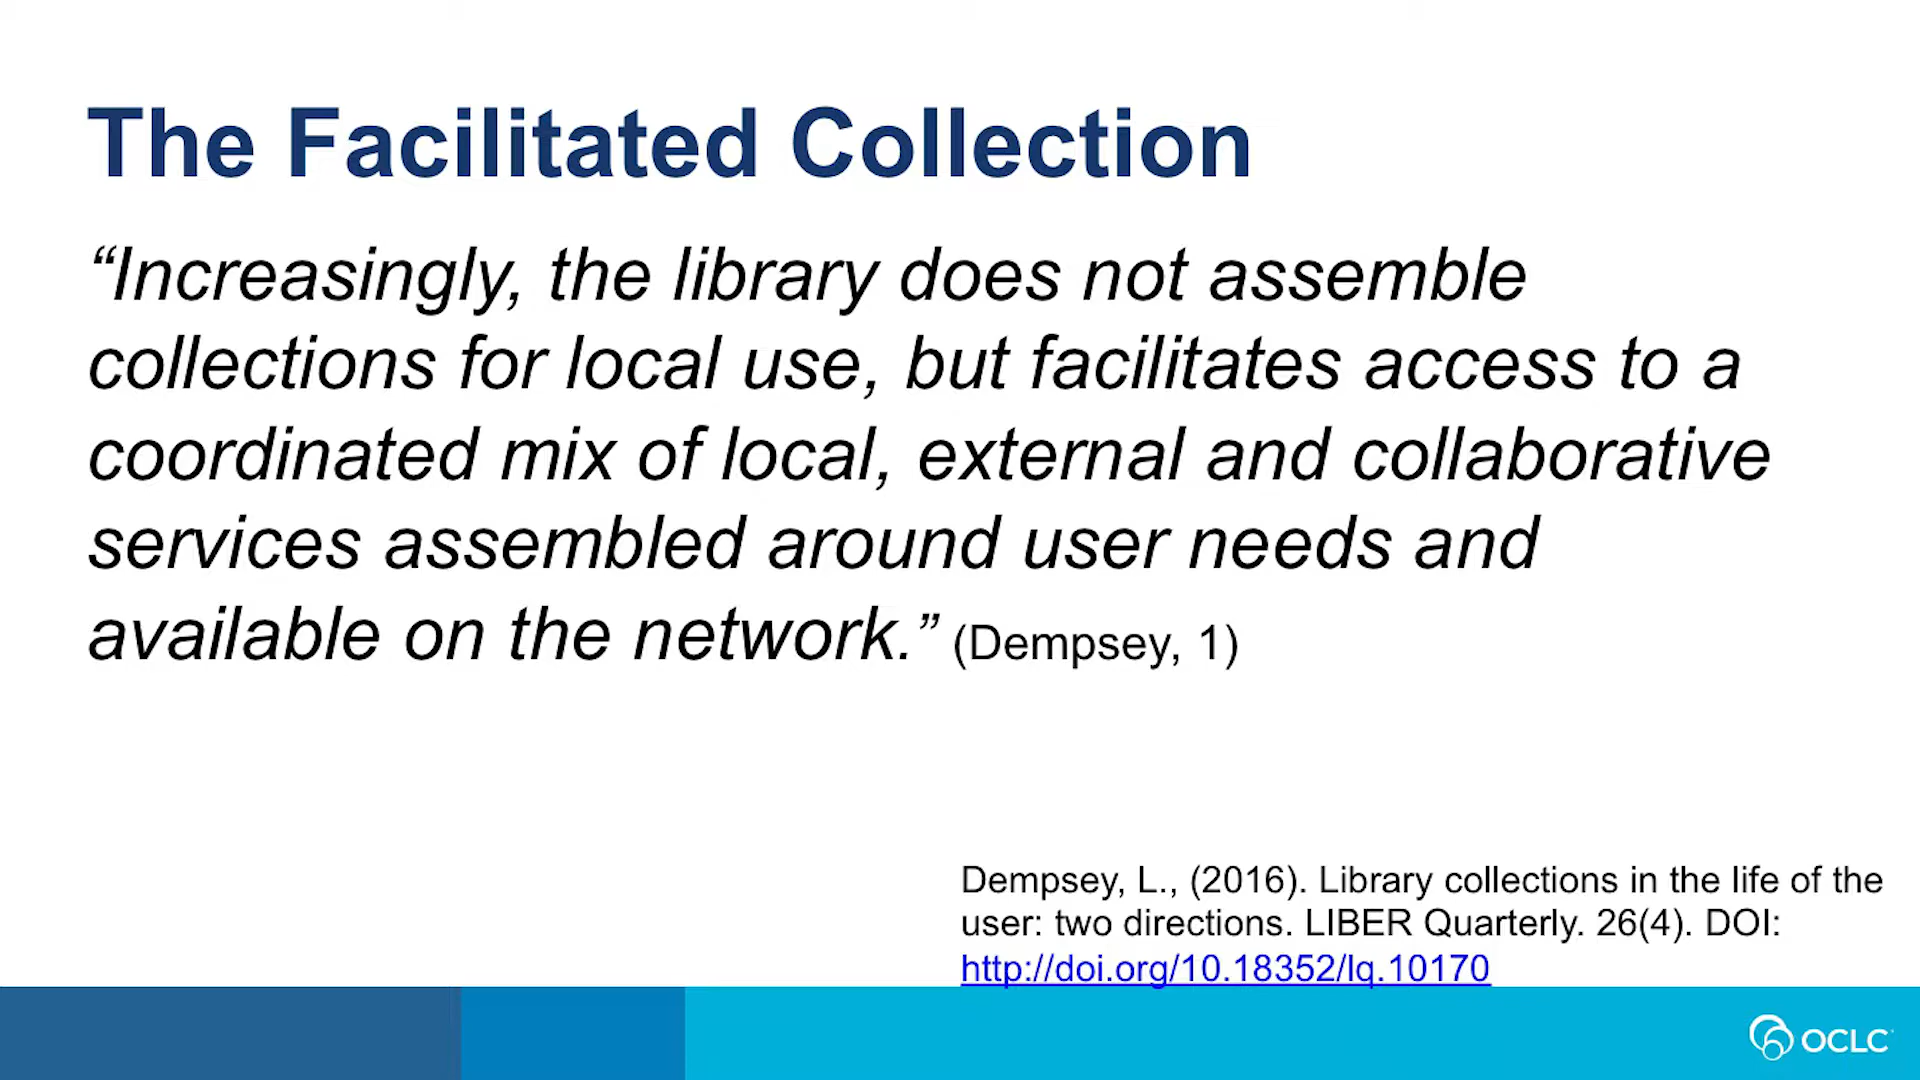 The Facilitated Collection
“Increasingly, the library does not assemble
collections for local use, but facilitates access to a
coordinated mix of local, external and collaborative
services assembled around user needs and
available on the network.” (Dempsey, 1)
Dempsey, L., (2016). Library collections in the life of the
user: two directions. LIBER Quarterly. 26(4). DOI:
http://doi.org/10.18352/lq.10170
OCLC